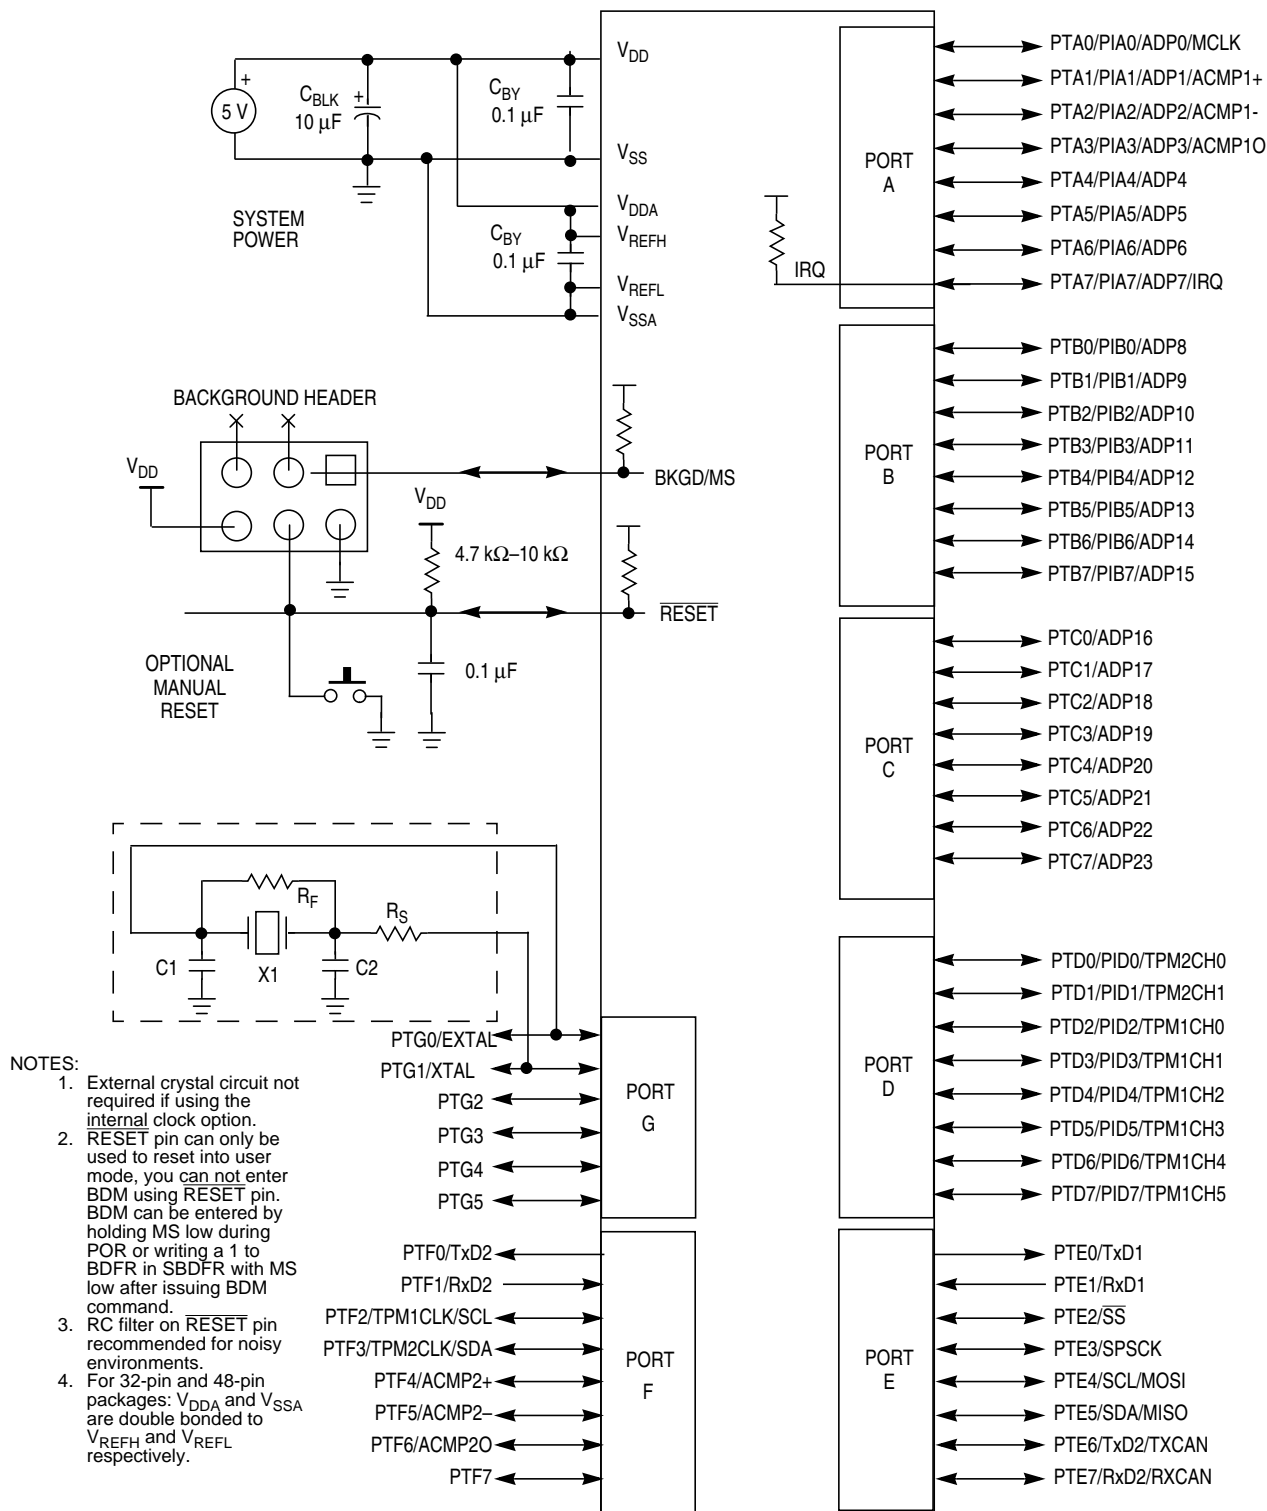 V_DD
+
5 V
C_BLK
10 µF
+
C_BY
0.1 µF
V_SS
SYSTEM
POWER
V_DDA
V_REFH
C_BY
0.1 µF
V_REFL
V_SSA
BACKGROUND HEADER
V_DD
BKGD/MS
V_DD
4.7 kΩ–10 kΩ
RESET
OPTIONAL
MANUAL
RESET
0.1 µF
R_F
R_S
C1
X1
C2
NOTES:
1. External crystal circuit not
required if using the
internal clock option.
2. RESET pin can only be
used to reset into user
mode, you can not enter
BDM using RESET pin.
BDM can be entered by
holding MS low during
POR or writing a 1 to
BDFR in SBDFR with MS
low after issuing BDM
command.
3. RC filter on RESET pin
recommended for noisy
environments.
4. For 32-pin and 48-pin
packages: V_DDA and V_SSA
are double bonded to
V_REFH and V_REFL
respectively.
PTG0/EXTAL
PTG1/XTAL
PTG2
PTG3
PTG4
PTG5
PORT
G
PTF0/TxD2
PTF1/RxD2
PTF2/TPM1CLK/SCL
PTF3/TPM2CLK/SDA
PTF4/ACMP2+
PTF5/ACMP2–
PTF6/ACMP2O
PTF7
PORT
F
IRQ
PORT
A
PTA0/PIA0/ADP0/MCLK
PTA1/PIA1/ADP1/ACMP1+
PTA2/PIA2/ADP2/ACMP1-
PTA3/PIA3/ADP3/ACMP1O
PTA4/PIA4/ADP4
PTA5/PIA5/ADP5
PTA6/PIA6/ADP6
PTA7/PIA7/ADP7/IRQ
PORT
B
PTB0/PIB0/ADP8
PTB1/PIB1/ADP9
PTB2/PIB2/ADP10
PTB3/PIB3/ADP11
PTB4/PIB4/ADP12
PTB5/PIB5/ADP13
PTB6/PIB6/ADP14
PTB7/PIB7/ADP15
PORT
C
PTC0/ADP16
PTC1/ADP17
PTC2/ADP18
PTC3/ADP19
PTC4/ADP20
PTC5/ADP21
PTC6/ADP22
PTC7/ADP23
PORT
D
PTD0/PID0/TPM2CH0
PTD1/PID1/TPM2CH1
PTD2/PID2/TPM1CH0
PTD3/PID3/TPM1CH1
PTD4/PID4/TPM1CH2
PTD5/PID5/TPM1CH3
PTD6/PID6/TPM1CH4
PTD7/PID7/TPM1CH5
PORT
E
PTE0/TxD1
PTE1/RxD1
PTE2/SS
PTE3/SPSCK
PTE4/SCL/MOSI
PTE5/SDA/MISO
PTE6/TxD2/TXCAN
PTE7/RxD2/RXCAN